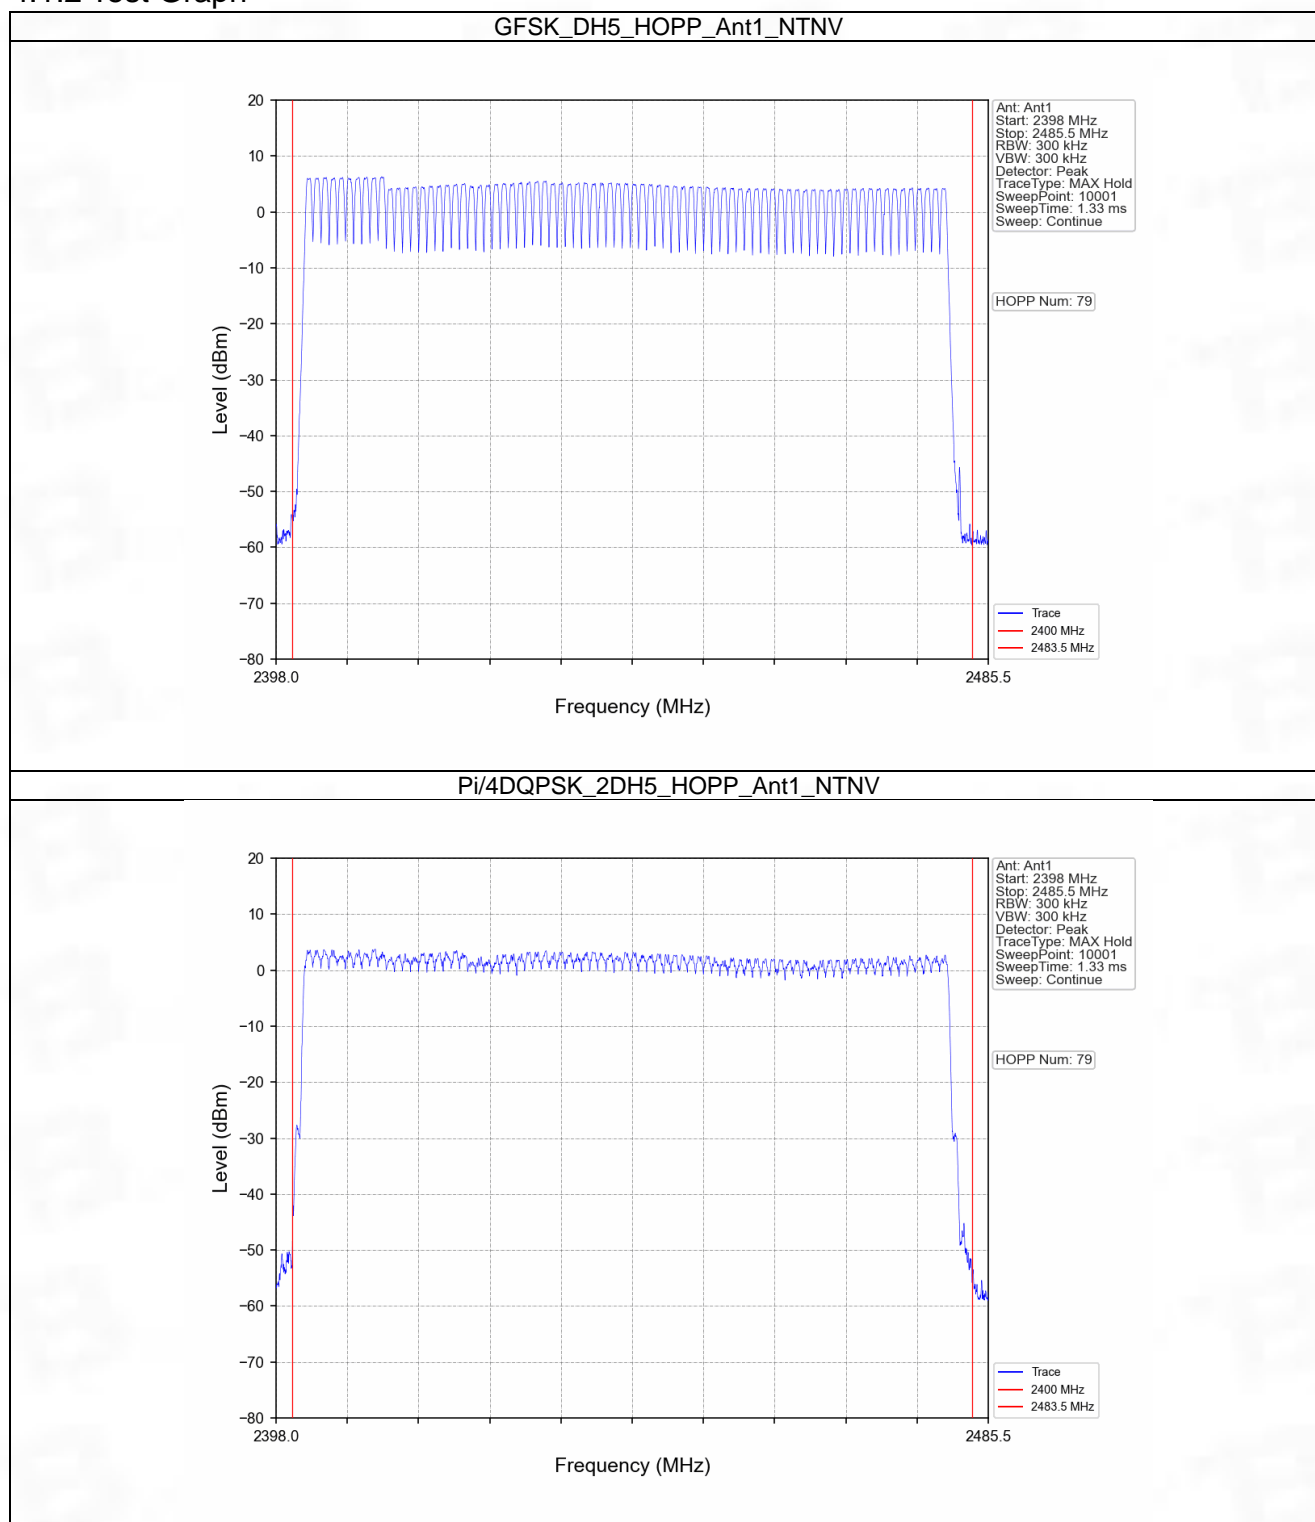 4.1.2 Test Graph
GFSK_DH5_HOPP_Ant1_NTNV
20
10
0
−10
−20
−30
−40
−50
−60
−70
−80
Level (dBm)
2398.0
2485.5
Frequency (MHz)
Ant: Ant1
Start: 2398 MHz
Stop: 2485.5 MHz
RBW: 300 kHz
VBW: 300 kHz
Detector: Peak
TraceType: MAX Hold
SweepPoint: 10001
SweepTime: 1.33 ms
Sweep: Continue
HOPP Num: 79
Trace
2400 MHz
2483.5 MHz
Pi/4DQPSK_2DH5_HOPP_Ant1_NTNV
20
10
0
−10
−20
−30
−40
−50
−60
−70
−80
Level (dBm)
2398.0
2485.5
Frequency (MHz)
Ant: Ant1
Start: 2398 MHz
Stop: 2485.5 MHz
RBW: 300 kHz
VBW: 300 kHz
Detector: Peak
TraceType: MAX Hold
SweepPoint: 10001
SweepTime: 1.33 ms
Sweep: Continue
HOPP Num: 79
Trace
2400 MHz
2483.5 MHz